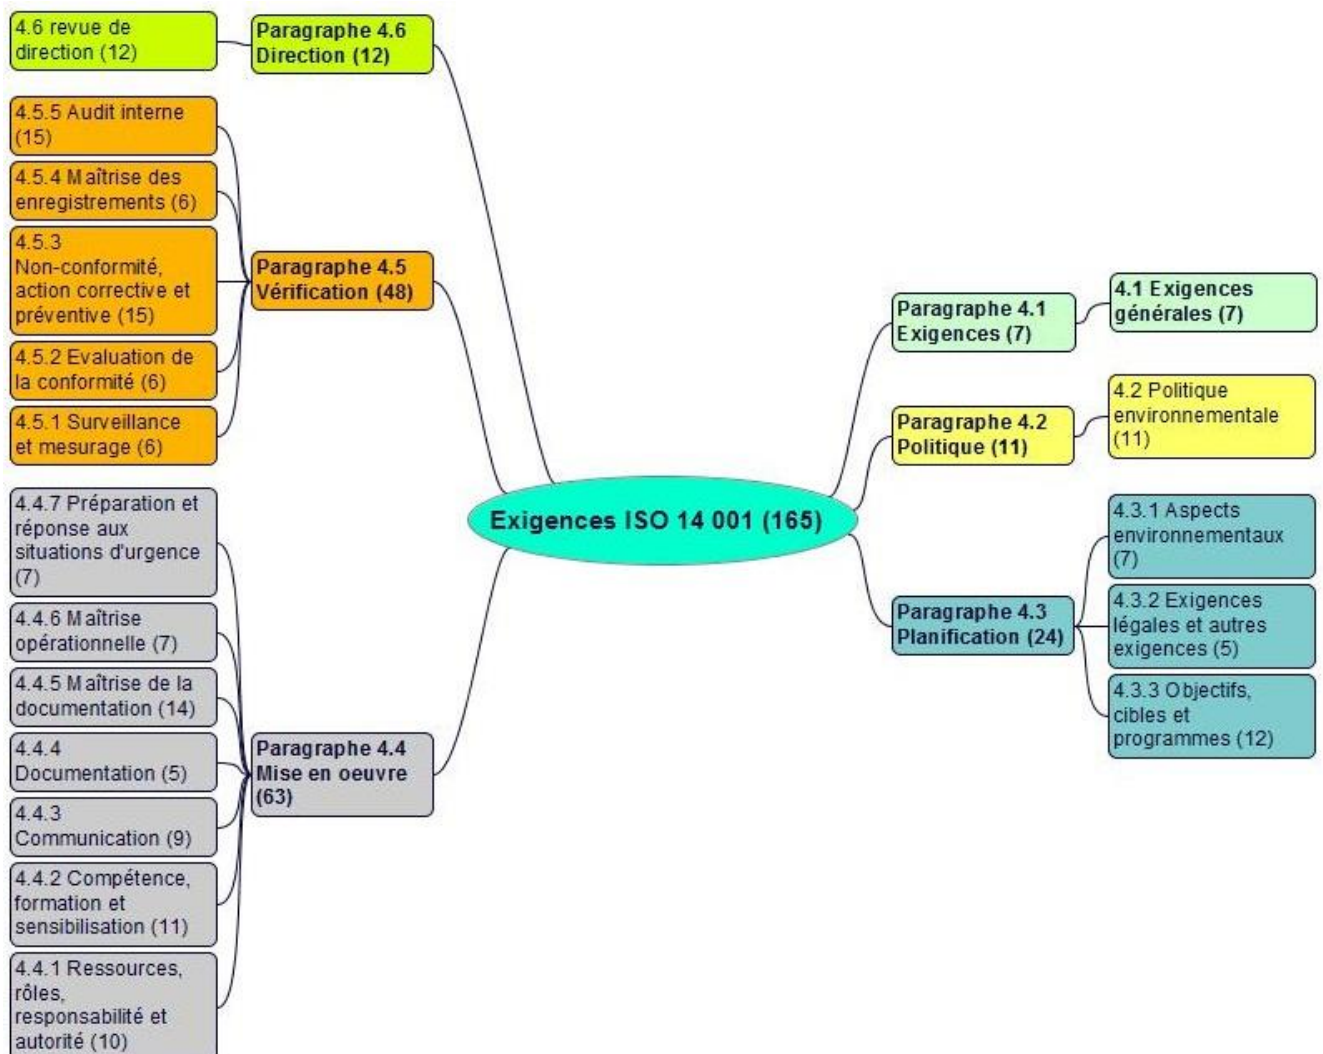 4.6 revue de
direction (12)
Paragraphe 4.6
Direction (12)
4.5.5 Audit interne
(15)
4.5.4 Maîtrise des
enregistrements (6)
4.5.3
Non-conformité,
action corrective et
préventive (15)
4.5.2 Evaluation de
la conformité (6)
4.5.1 Surveillance
et mesurage (6)
Paragraphe 4.5
Vérification (48)
4.4.7 Préparation et
réponse aux
situations d'urgence
(7)
4.4.6 Maîtrise
opérationnelle (7)
4.4.5 Maîtrise de la
documentation (14)
4.4.4
Documentation (5)
4.4.3
Communication (9)
4.4.2 Compétence,
formation et
sensibilisation (11)
4.4.1 Ressources,
rôles,
responsabilité et
autorité (10)
Paragraphe 4.4
Mise en oeuvre
(63)
Exigences ISO 14 001 (165)
Paragraphe 4.1
Exigences (7)
4.1 Exigences
générales (7)
Paragraphe 4.2
Politique (11)
4.2 Politique
environnementale
(11)
Paragraphe 4.3
Planification (24)
4.3.1 Aspects
environnementaux
(7)
4.3.2 Exigences
légales et autres
exigences (5)
4.3.3 Objectifs,
cibles et
programmes (12)